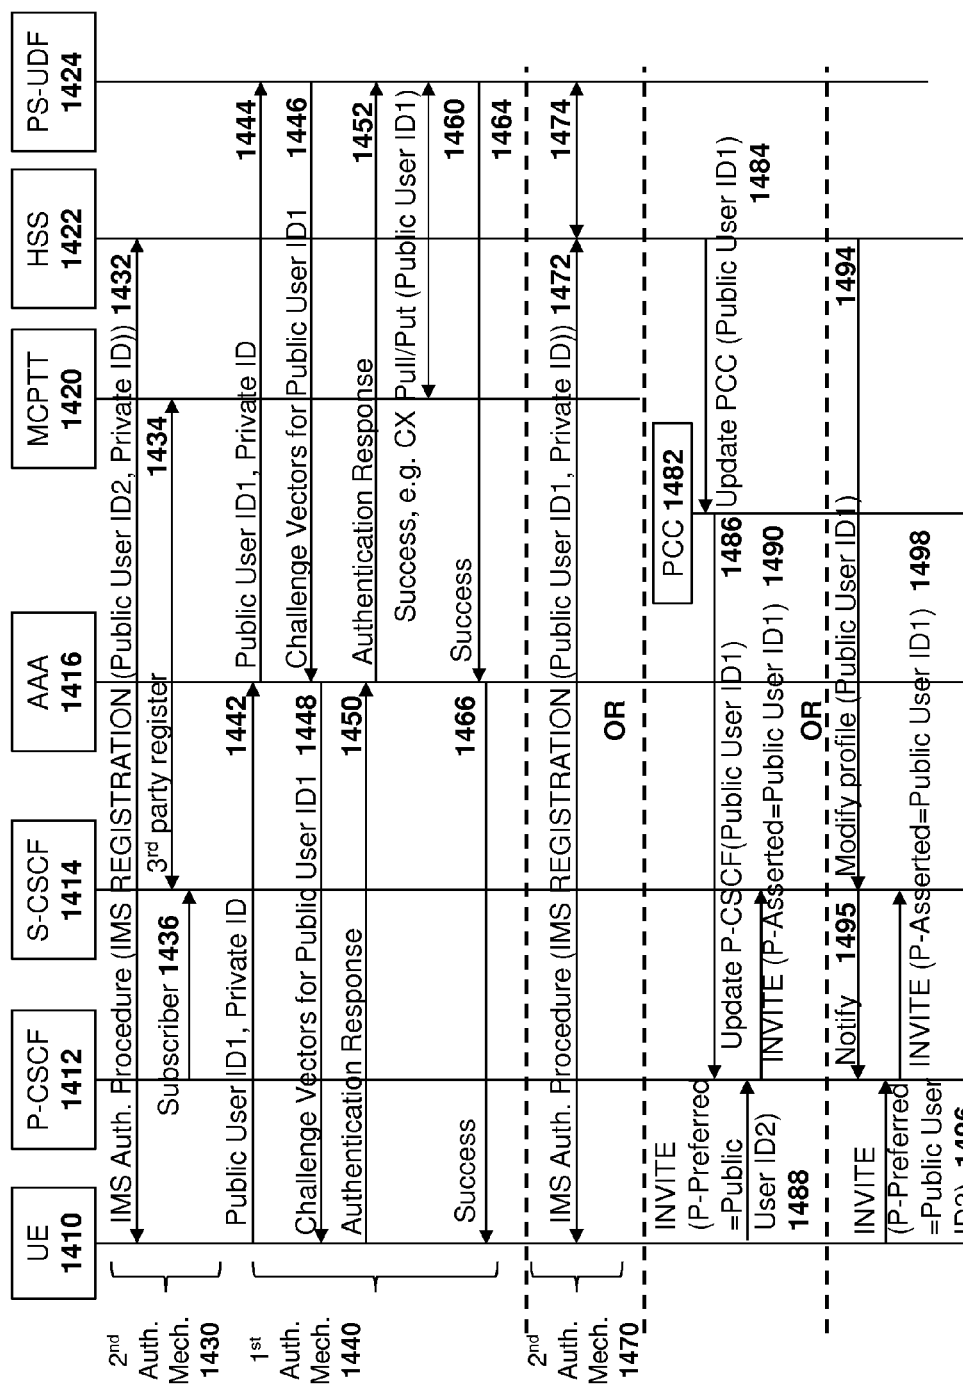 UE
1410
P-CSCF
1412
S-CSCF
1414
AAA
1416
MCPTT
1420
HSS
1422
PS-UDF
1424
2nd
Auth.
Mech.
1430
IMS Auth. Procedure (IMS REGISTRATION (Public User ID2, Private ID)) 1432
3rd party register
1434
Subscriber 1436
1st
Auth.
Mech.
1440
Public User ID1, Private ID
1442
Public User ID1, Private ID
1444
Challenge Vectors for Public User ID1
1446
Challenge Vectors for Public User ID1
1448
Authentication Response
1450
Authentication Response
1452
Success, e.g. CX Pull/Put (Public User ID1)
1460
Success
1464
Success
1466
2nd
Auth.
Mech.
1470
IMS Auth. Procedure (IMS REGISTRATION (Public User ID1, Private ID)) 1472
1474
OR
PCC 1482
Update PCC (Public User ID1)
1484
Update P-CSCF(Public User ID1)
1486
INVITE
(P-Preferred
=Public
User ID2)
1488
INVITE (P-Asserted=Public User ID1) 1490
OR
Modify profile (Public User ID1)
1494
Notify 1495
INVITE
(P-Preferred
=Public User
INVITE (P-Asserted=Public User ID1) 1498